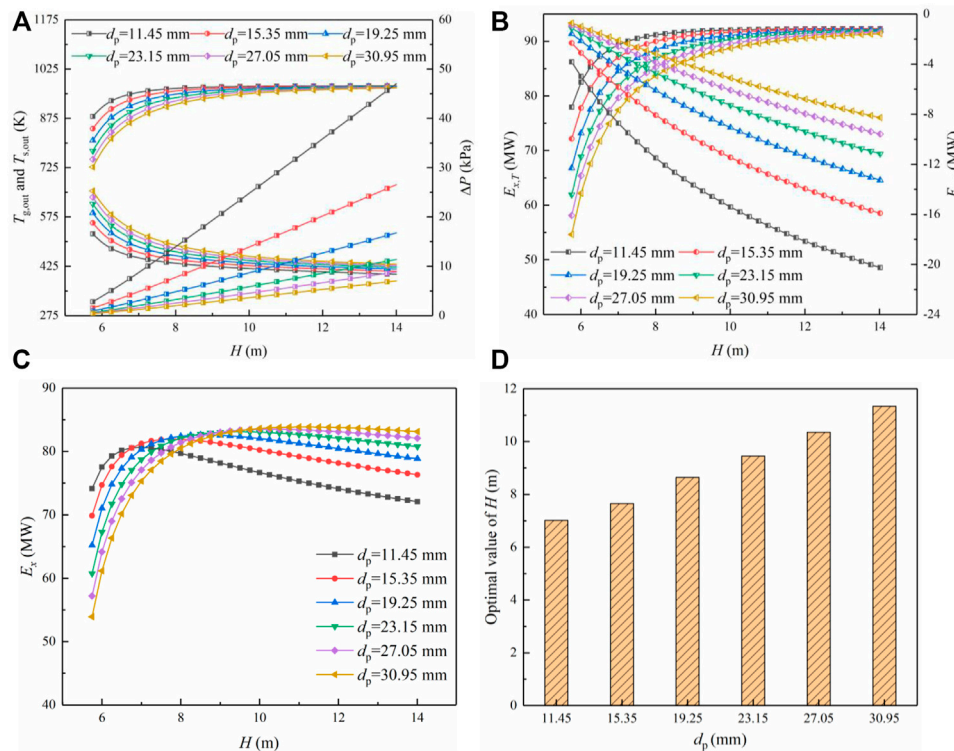 A
d_p=11.45 mm d_p=15.35 mm d_p=19.25 mm
d_p=23.15 mm d_p=27.05 mm d_p=30.95 mm
T_g,out and T_s,out (K)
1175
1025
875
725
575
425
275
60
50
40
30
20
10
0
ΔP (kPa)
6 8 10 12 14
H (m)
B
E_x,T (MW)
90
80
70
60
50
40
-0
-4
-8
-12
-16
-20
-24
(MW)
d_p=11.45 mm d_p=15.35 mm
d_p=19.25 mm d_p=23.15 mm
d_p=27.05 mm d_p=30.95 mm
6 8 10 12 14
H (m)
C
E_x (MW)
90
80
70
60
50
40
d_p=11.45 mm
d_p=15.35 mm
d_p=19.25 mm
d_p=23.15 mm
d_p=27.05 mm
d_p=30.95 mm
6 8 10 12 14
H (m)
D
Optimal value of H (m)
12
10
8
6
4
2
0
11.45 15.35 19.25 23.15 27.05 30.95
d_p (mm)